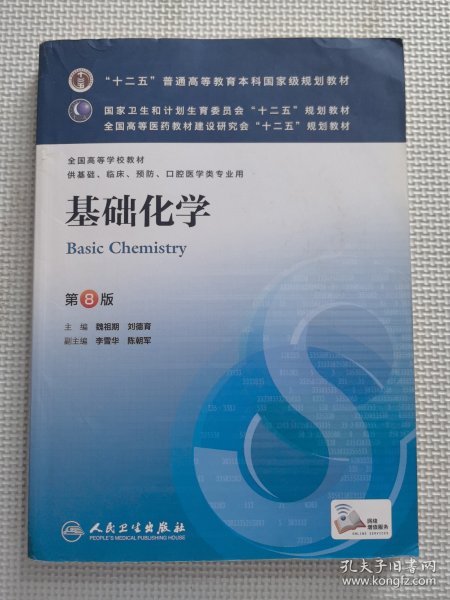 “十二五”普通高等教育本科国家级规划教材
国家卫生和计划生育委员会“十二五”规划教材
全国高等医药教材建设研究会“十二五”规划教材
全国高等学校教材
供基础、临床、预防、口腔医学类专业用
基础化学
Basic Chemistry
第8版
主 编 魏祖期 刘德育
副主编 李雪华 陈朝军
人民卫生出版社
PEOPLE'S MEDICAL PUBLISHING HOUSE
网络
增值服务
ONLINE SERVICES
孔夫子旧书网
www.kongfz.com